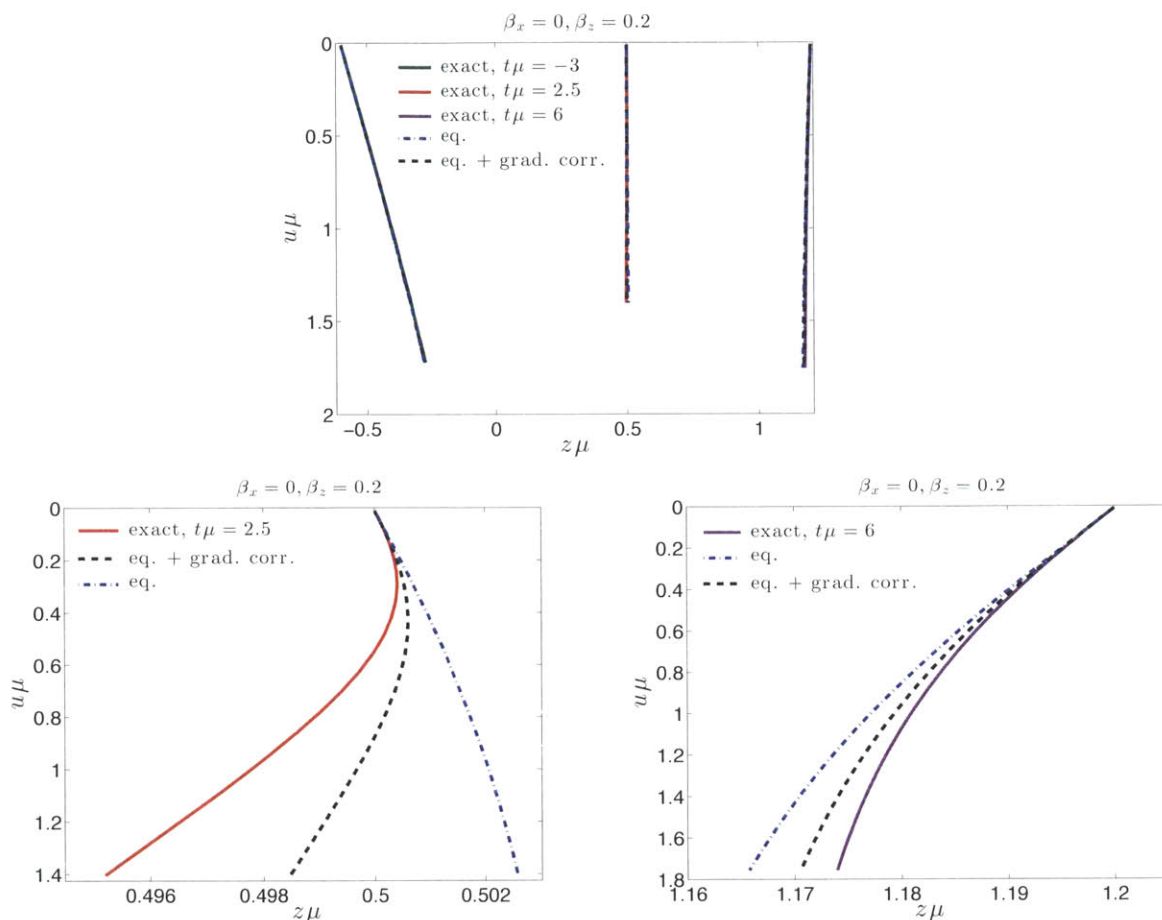 β_x = 0, β_z = 0.2
0
0.5
1
1.5
2
uμ
exact, tμ = −3
exact, tμ = 2.5
exact, tμ = 6
eq.
eq. + grad. corr.
−0.5
0
0.5
1
zμ
β_x = 0, β_z = 0.2
0
0.2
0.4
0.6
0.8
1
1.2
1.4
uμ
exact, tμ = 2.5
eq. + grad. corr.
eq.
0.496
0.498
0.5
0.502
zμ
β_x = 0, β_z = 0.2
0
0.2
0.4
0.6
0.8
1
1.2
1.4
1.6
1.8
uμ
exact, tμ = 6
eq.
eq. + grad. corr.
1.16
1.17
1.18
1.19
1.2
zμ